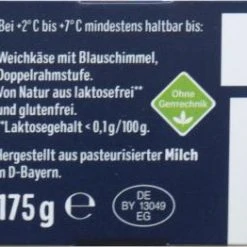 Bei +2°C bis +7°C mindestens haltbar bis:
Weichkäse mit Blauschimmel,
Doppelrahmstufe.
Von Natur aus laktosefrei**
und glutenfrei.
**Laktosegehalt < 0,1g/100g.
Hergestellt aus pasteurisierter Milch
in D-Bayern.
Ohne
Gentechnik
175g e
DE
BY 13049
EG